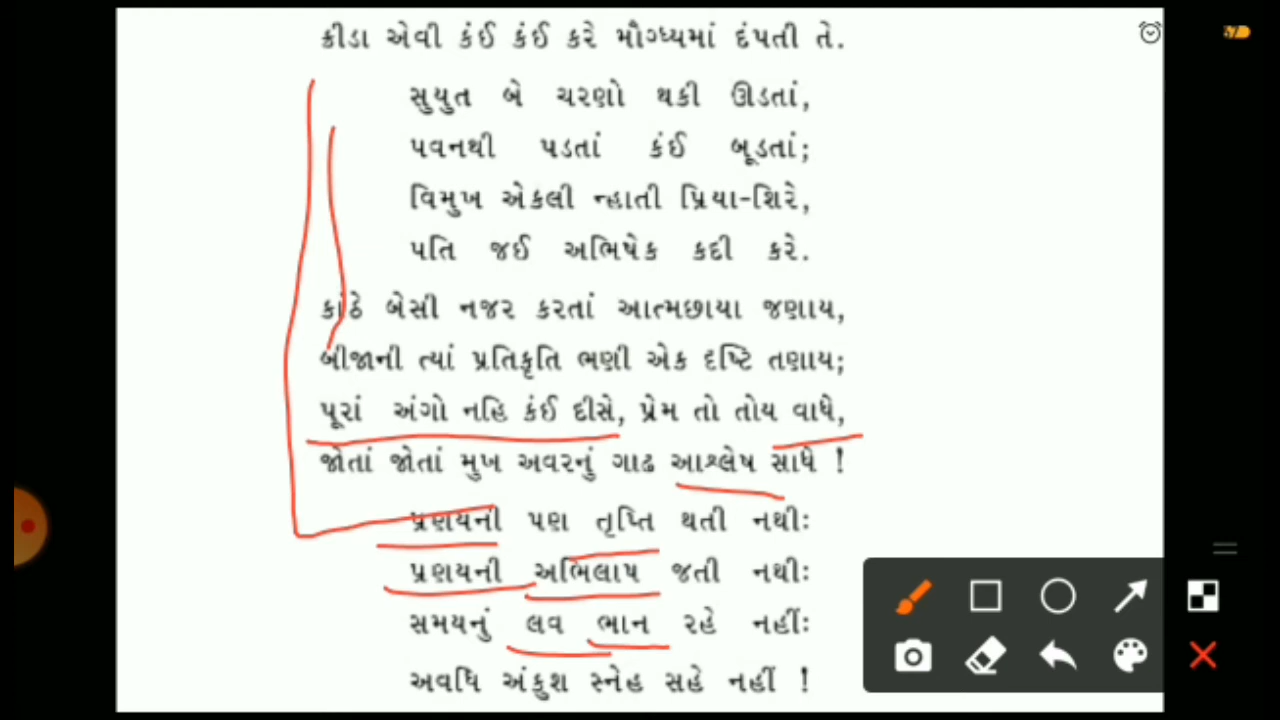 ક્રીડા એવી કંઈ કંઈ કરે મૌગ્ધ્યમાં દંપતી તે.
સુયુત બે ચરણો થકી ઊડતાં,
પવનથી પડતાં કંઈ બૂડતાં;
વિમુખ એકલી ન્હાતી પ્રિયા-શિરે,
પતિ જઈ અભિષેક કદી કરે.
કાંઠે બેસી નજર કરતાં આત્મછાયા જણાય,
બીજાની ત્યાં પ્રતિકૃતિ ભણી એક દૃષ્ટિ તણાય;
પૂરાં અંગો નહિ કંઈ દીસે, પ્રેમ તો તોય વાધે,
જોતાં જોતાં મુખ અવરનું ગાઢ આશ્લેષ સાધે !
પ્રણયની પણ તૃપ્તિ થતી નથીઃ
પ્રણયની અભિલાષ જતી નથીઃ
સમયનું લવ ભાન રહે નહીંઃ
અવધિ અંકુશ સ્નેહ સહે નહીં !